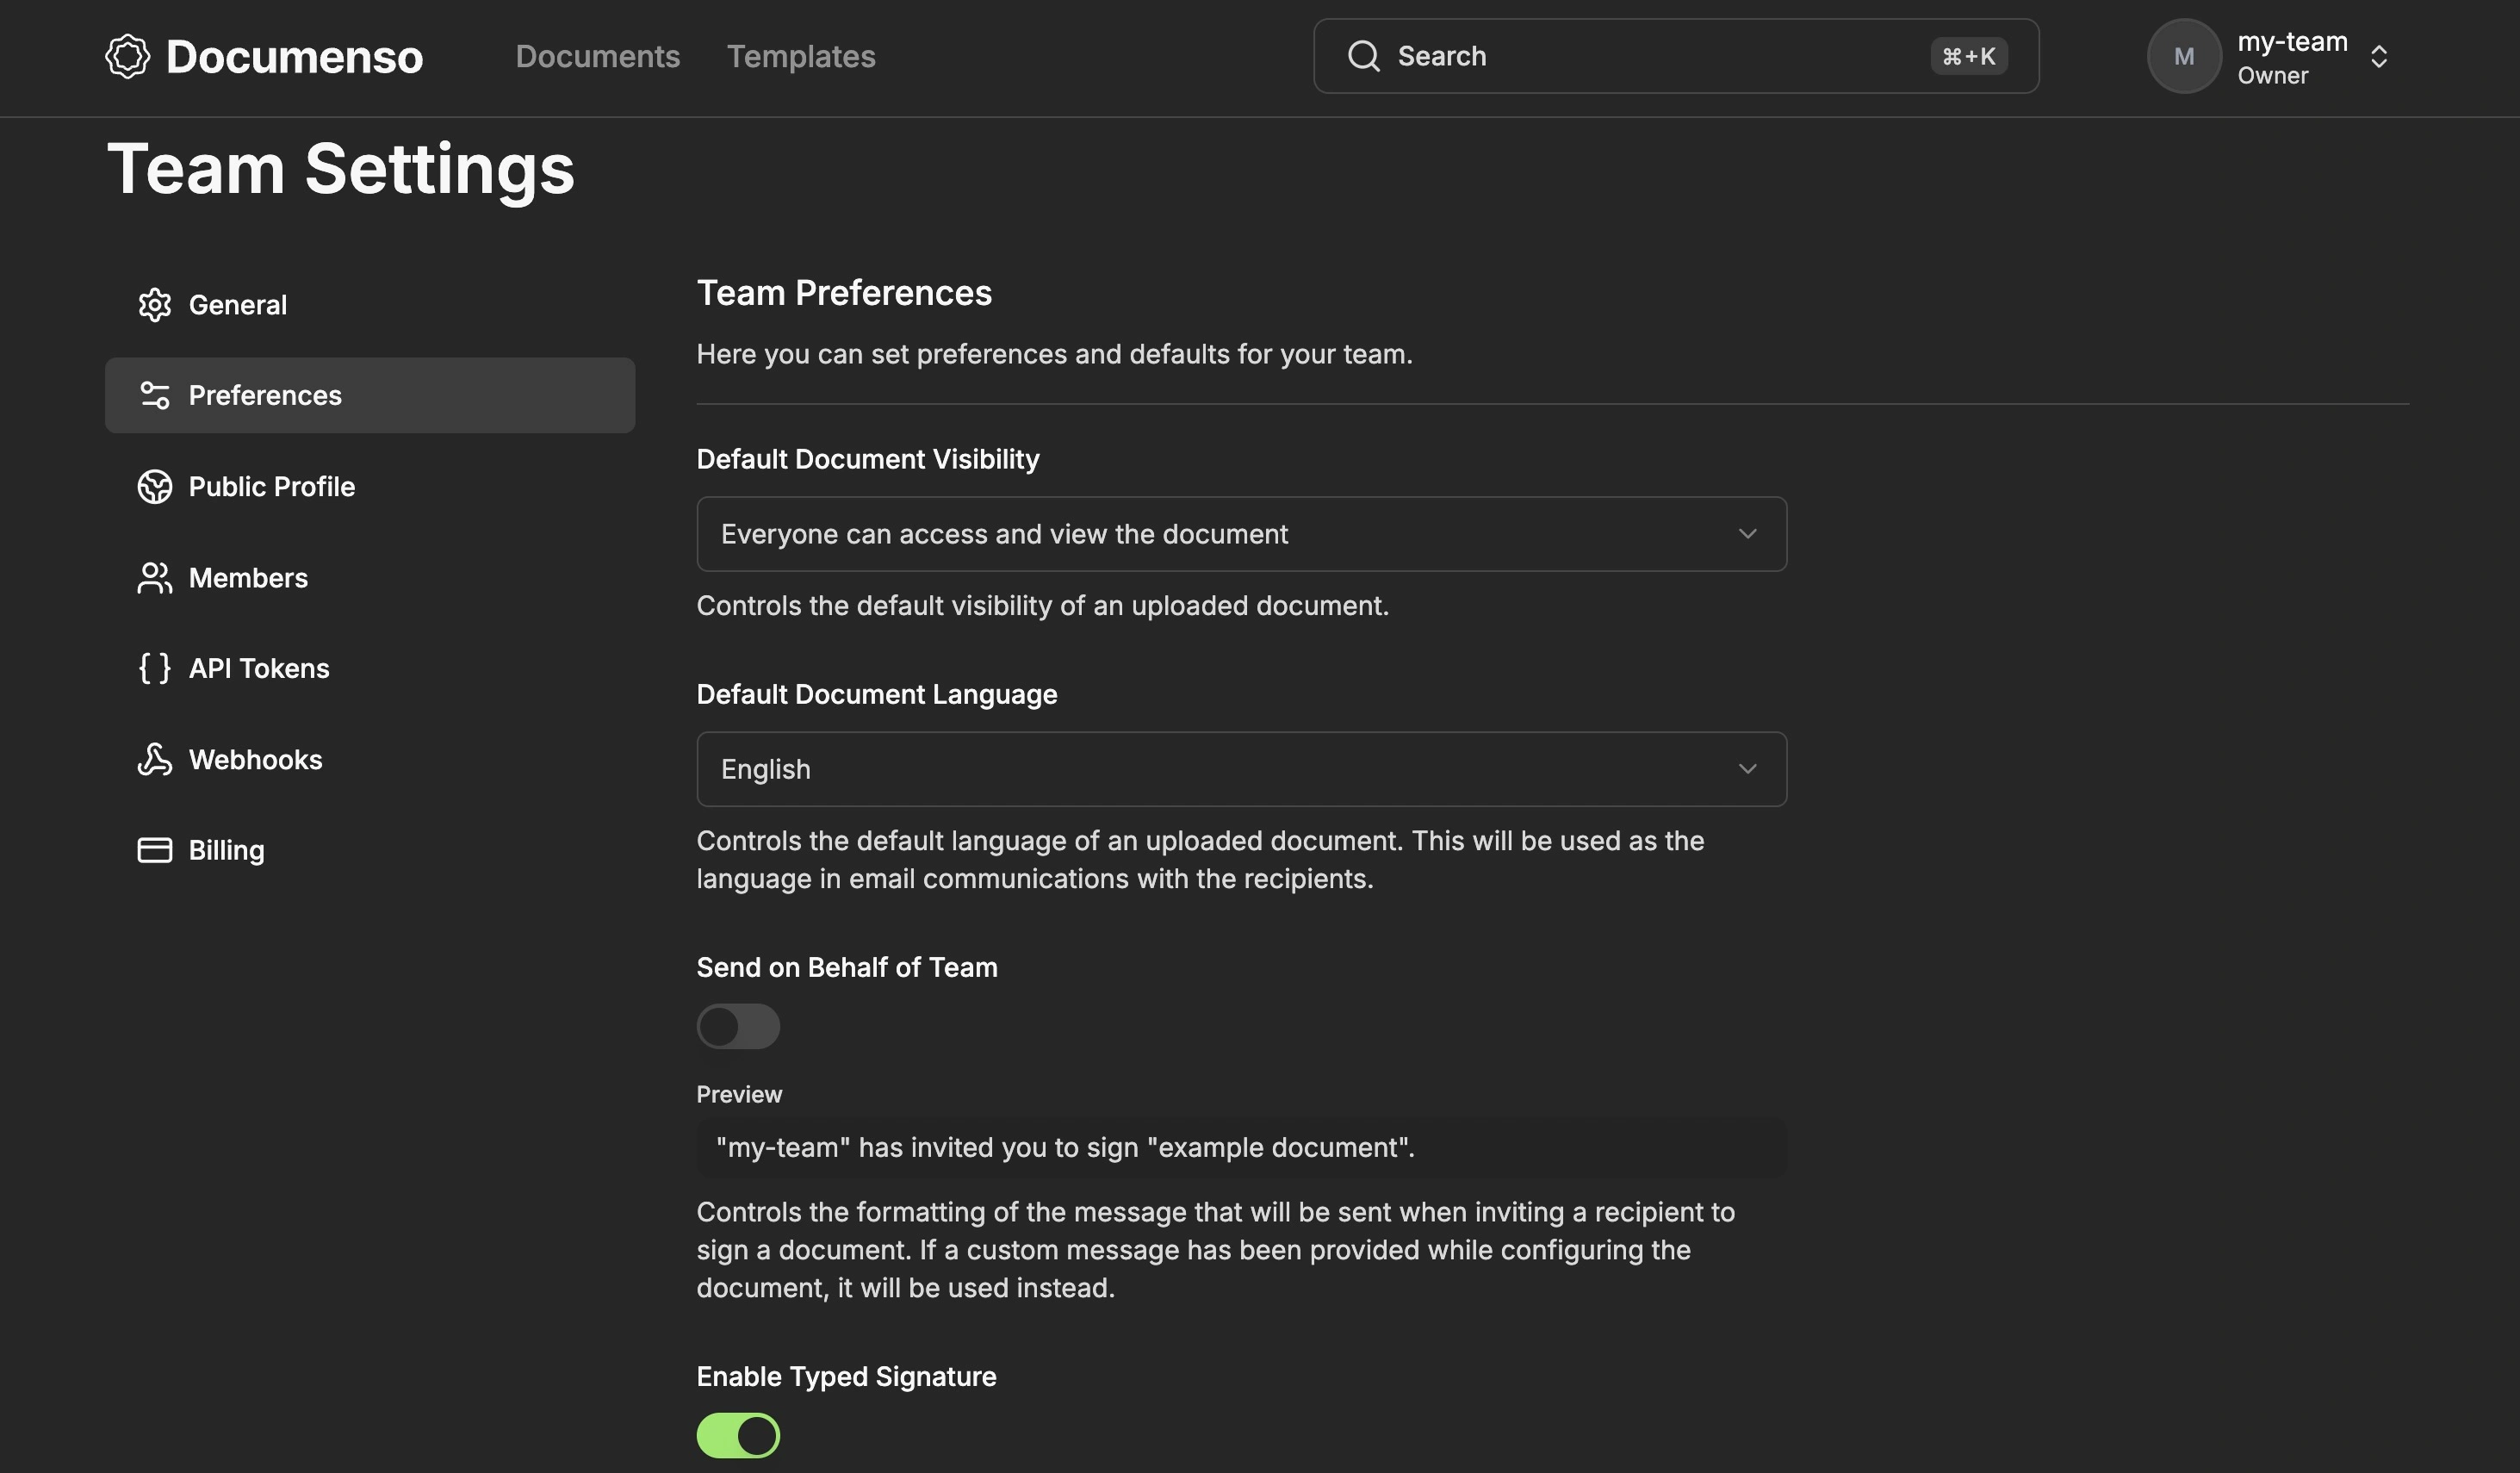 Documenso
Documents
Templates
Search
⌘+K
M
my-team
Owner
Team Settings
General
Preferences
Public Profile
Members
API Tokens
Webhooks
Billing
Team Preferences
Here you can set preferences and defaults for your team.
Default Document Visibility
Everyone can access and view the document
Controls the default visibility of an uploaded document.
Default Document Language
English
Controls the default language of an uploaded document. This will be used as the
language in email communications with the recipients.
Send on Behalf of Team
Preview
"my-team" has invited you to sign "example document".
Controls the formatting of the message that will be sent when inviting a recipient to
sign a document. If a custom message has been provided while configuring the
document, it will be used instead.
Enable Typed Signature